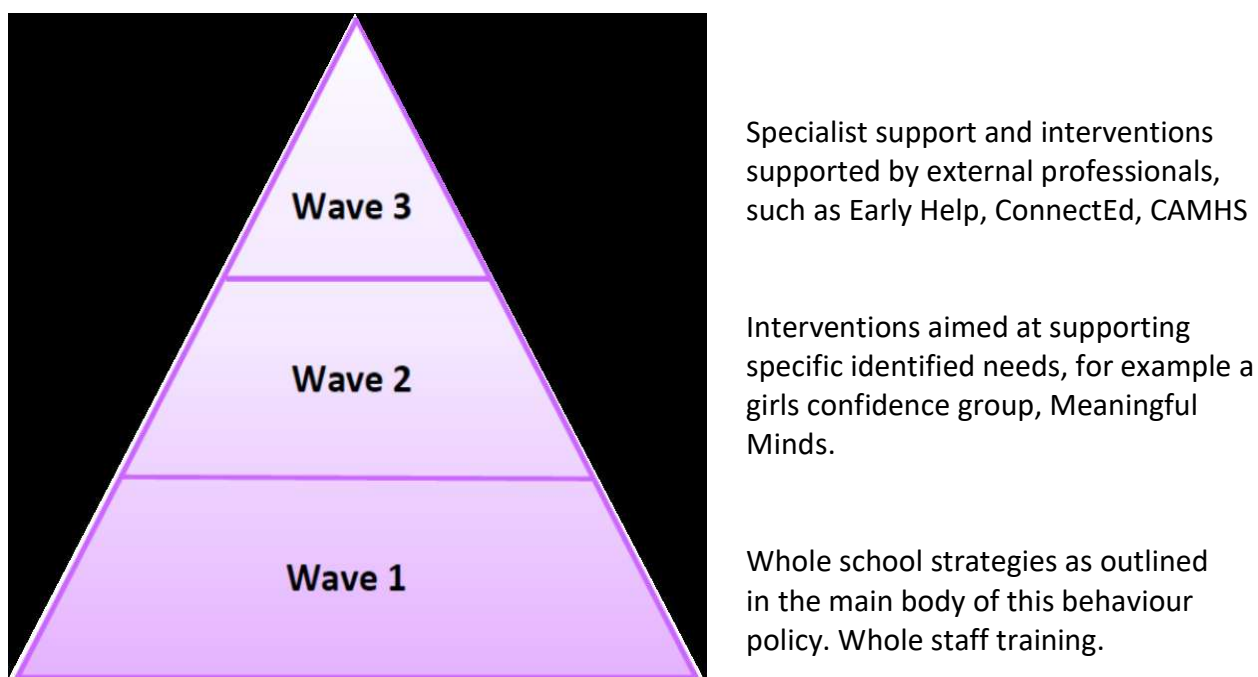 Wave 3
Specialist support and interventions
supported by external professionals,
such as Early Help, ConnectEd, CAMHS
Wave 2
Interventions aimed at supporting
specific identified needs, for example a
girls confidence group, Meaningful
Minds.
Wave 1
Whole school strategies as outlined
in the main body of this behaviour
policy. Whole staff training.